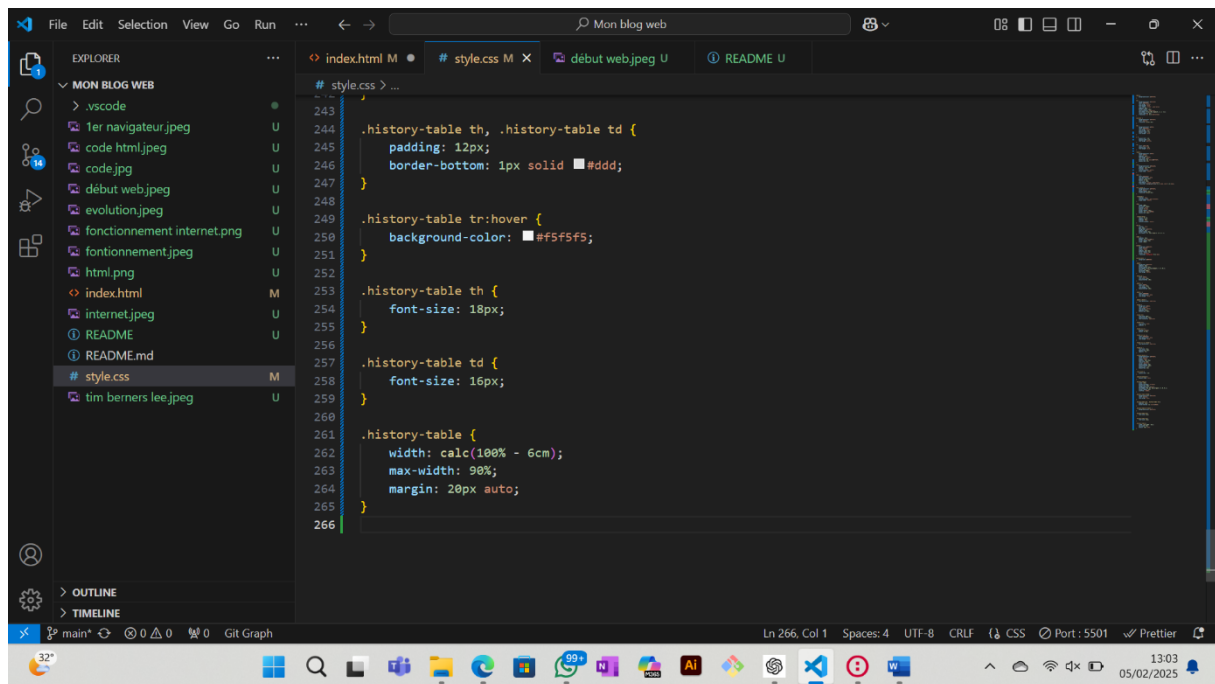 File Edit Selection View Go Run ··· ← → Mon blog web
EXPLORER ···
MON BLOG WEB
> .vscode
1er navigateur.jpeg U
code html.jpeg U
code.jpg U
début web.jpeg U
evolution.jpeg U
fonctionnement internet.png U
fontionnement.jpeg U
html.png U
<> index.html M
internet.jpeg U
README U
README.md
# style.css M
tim berners lee.jpeg U
> OUTLINE
> TIMELINE
1
14
<> index.html M ●
# style.css M ×
début web.jpeg U
README U
# style.css > ...
243
244 .history-table th, .history-table td {
245 padding: 12px;
246 border-bottom: 1px solid #ddd;
247 }
248
249 .history-table tr:hover {
250 background-color: #f5f5f5;
251 }
252
253 .history-table th {
254 font-size: 18px;
255 }
256
257 .history-table td {
258 font-size: 16px;
259 }
260
261 .history-table {
262 width: calc(100% - 6cm);
263 max-width: 90%;
264 margin: 20px auto;
265 }
266
main* 0 0 0 Git Graph Ln 266, Col 1 Spaces: 4 UTF-8 CRLF CSS Port : 5501 Prettier
32° 99+ M365 Ai 13:03
05/02/2025